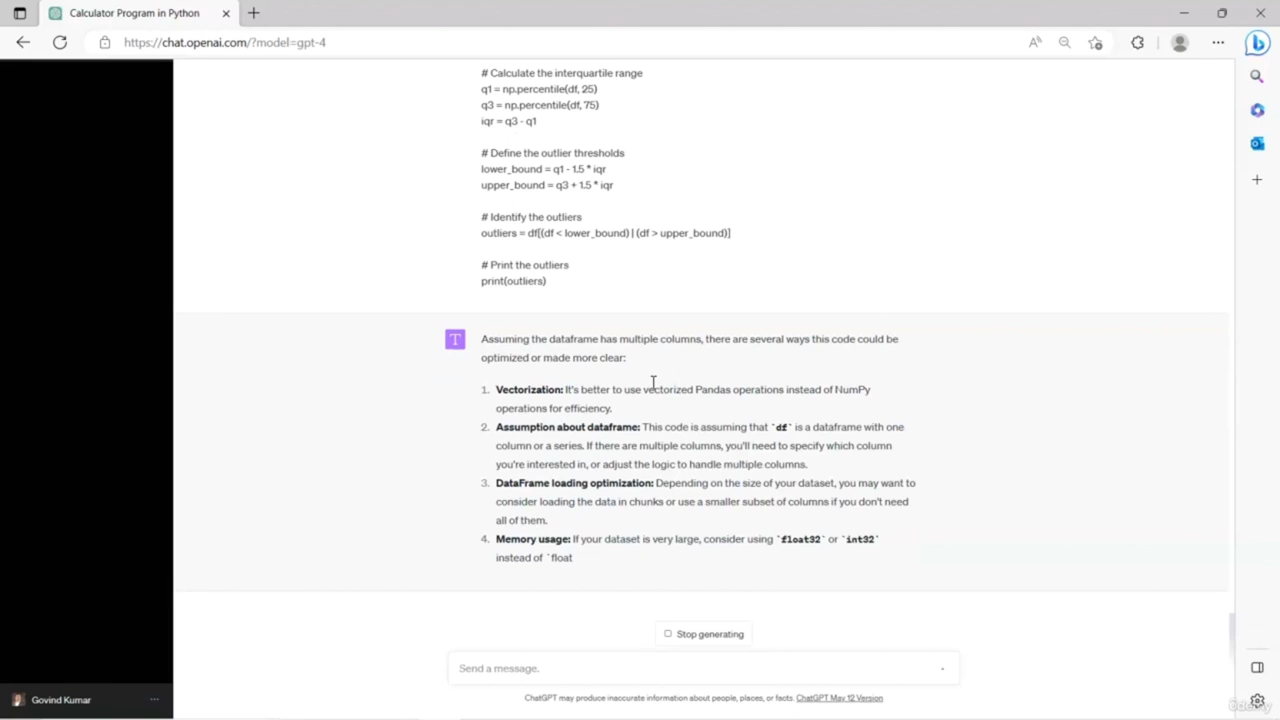 Calculator Program in Python
https://chat.openai.com/?model=gpt-4
# Calculate the interquartile range
q1 = np.percentile(df, 25)
q3 = np.percentile(df, 75)
iqr = q3 - q1
# Define the outlier thresholds
lower_bound = q1 - 1.5 * iqr
upper_bound = q3 + 1.5 * iqr
# Identify the outliers
outliers = df[(df < lower_bound) | (df > upper_bound)]
# Print the outliers
print(outliers)
T
Assuming the dataframe has multiple columns, there are several ways this code could be
optimized or made more clear:
1. Vectorization: It's better to use vectorized Pandas operations instead of NumPy
operations for efficiency.
2. Assumption about dataframe: This code is assuming that `df` is a dataframe with one
column or a series. If there are multiple columns, you'll need to specify which column
you're interested in, or adjust the logic to handle multiple columns.
3. DataFrame loading optimization: Depending on the size of your dataset, you may want to
consider loading the data in chunks or use a smaller subset of columns if you don't need
all of them.
4. Memory usage: If your dataset is very large, consider using `float32` or `int32`
instead of `float
Stop generating
Send a message.
ChatGPT may produce inaccurate information about people, places, or facts. ChatGPT May 12 Version
Govind Kumar
Udemy